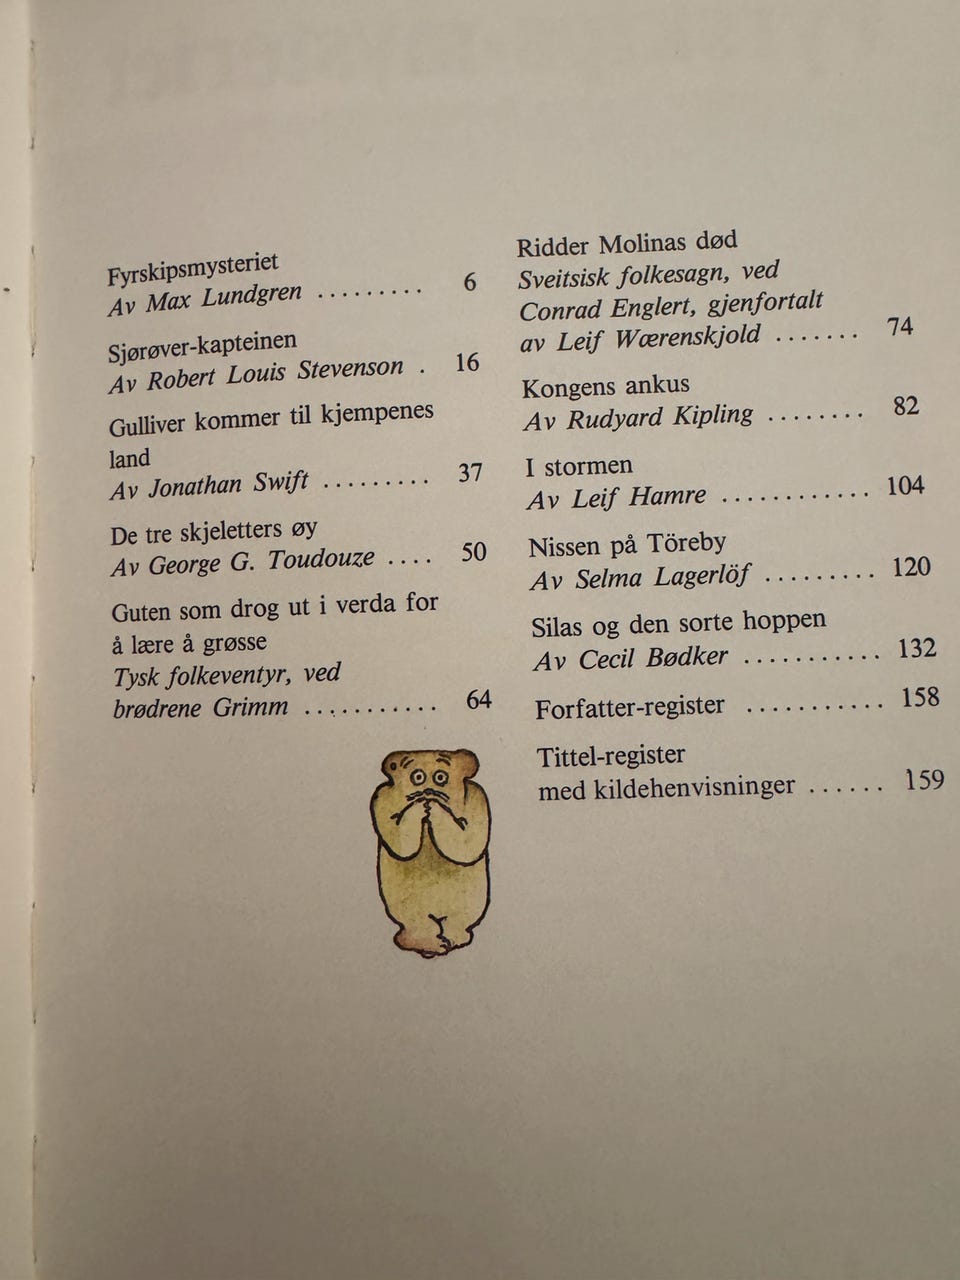 Fyrskipsmysteriet
Av Max Lundgren ......... 6
Sjørøver-kapteinen
Av Robert Louis Stevenson . 16
Gulliver kommer til kjempenes
land
Av Jonathan Swift ......... 37
De tre skjeletters øy
Av George G. Toudouze .... 50
Guten som drog ut i verda for
å lære å grøsse
Tysk folkeventyr, ved
brødrene Grimm ........... 64
Ridder Molinas død
Sveitsisk folkesagn, ved
Conrad Englert, gjenfortalt
av Leif Wærenskjold ....... 74
Kongens ankus
Av Rudyard Kipling ........ 82
I stormen
Av Leif Hamre ............ 104
Nissen på Töreby
Av Selma Lagerlöf ......... 120
Silas og den sorte hoppen
Av Cecil Bødker ........... 132
Forfatter-register ........... 158
Tittel-register
med kildehenvisninger ...... 159